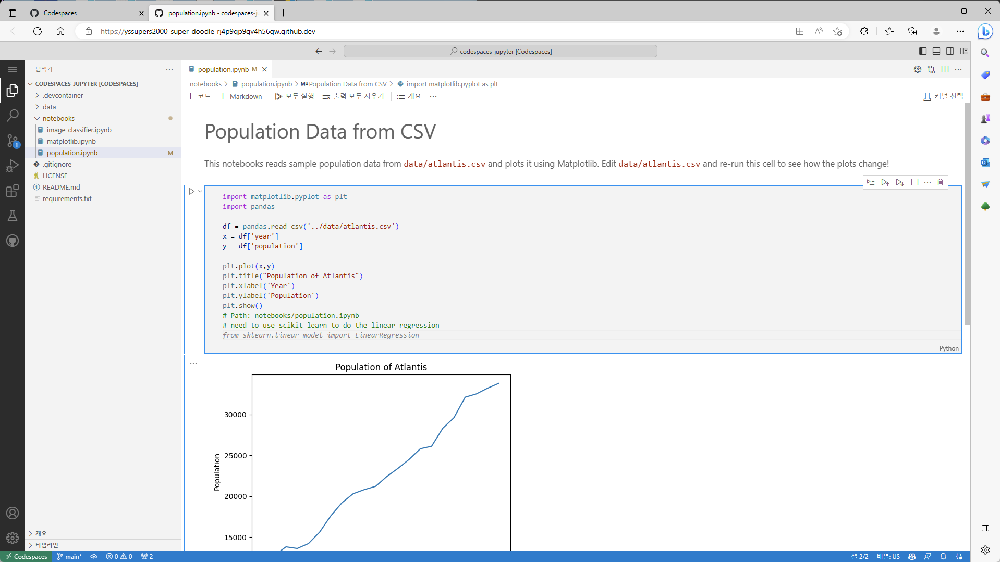 Codespaces
population.ipynb - codespaces-ju
https://yssupers2000-super-doodle-rj4p9qp9gv4h56qw.github.dev
codespaces-jupyter [Codespaces]
탐색기
CODESPACES-JUPYTER [CODESPACES]
.devcontainer
data
notebooks
image-classifier.ipynb
matplotlib.ipynb
population.ipynb M
.gitignore
LICENSE
README.md
requirements.txt
개요
타임라인
population.ipynb M
notebooks > population.ipynb > M↓Population Data from CSV > import matplotlib.pyplot as plt
+ 코드 + Markdown 모두 실행 출력 모두 지우기 개요 ...
커널 선택
Population Data from CSV
This notebooks reads sample population data from data/atlantis.csv and plots it using Matplotlib. Edit data/atlantis.csv and re-run this cell to see how the plots change!
import matplotlib.pyplot as plt
import pandas
df = pandas.read_csv('../data/atlantis.csv')
x = df['year']
y = df['population']
plt.plot(x,y)
plt.title("Population of Atlantis")
plt.xlabel('Year')
plt.ylabel('Population')
plt.show()
# Path: notebooks/population.ipynb
# need to use scikit learn to do the linear regression
from sklearn.linear_model import LinearRegression
Python
Population of Atlantis
30000
25000
20000
15000
Population
1
Codespaces main* 0 0 2
셀 2/2 배열: US